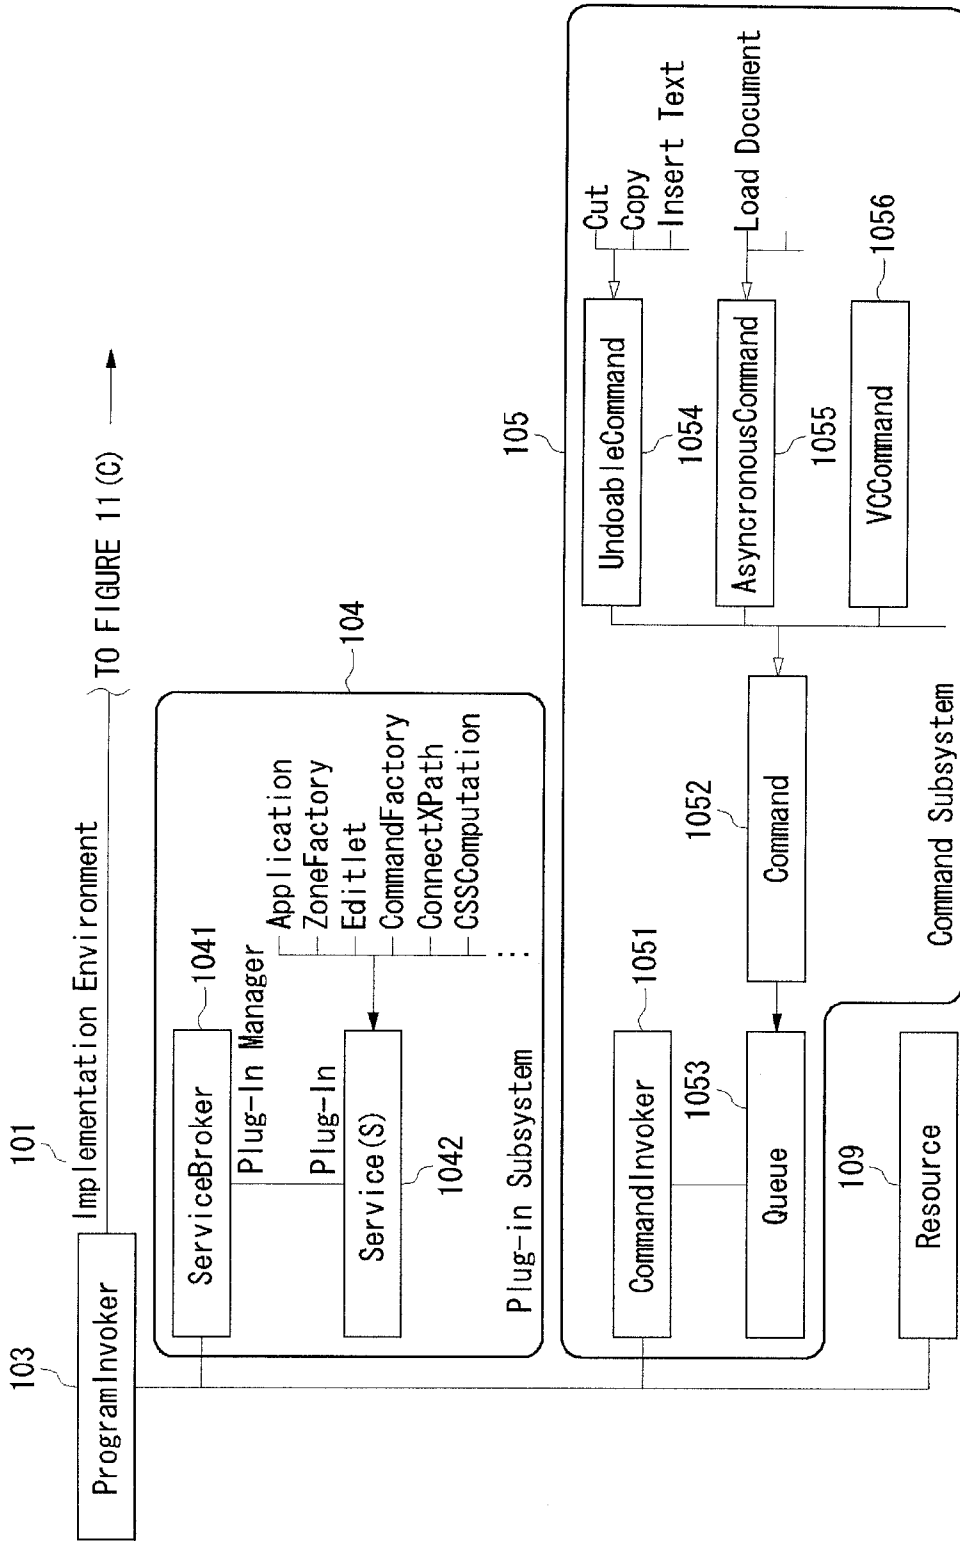 101
Implementation Environment
TO FIGURE 11(C)
103
ProgramInvoker
104
ServiceBroker
1041
Plug-In Manager
Plug-In
Service(S)
1042
Application
ZoneFactory
Editlet
CommandFactory
ConnectXPath
CSSComputation
⋮
Plug-in Subsystem
105
CommandInvoker
1051
1053
Queue
1052
Command
UndoableCommand
1054
Cut
Copy
Insert Text
AsyncronousCommand
1055
Load Document
VCCommand
1056
Command Subsystem
109
Resource